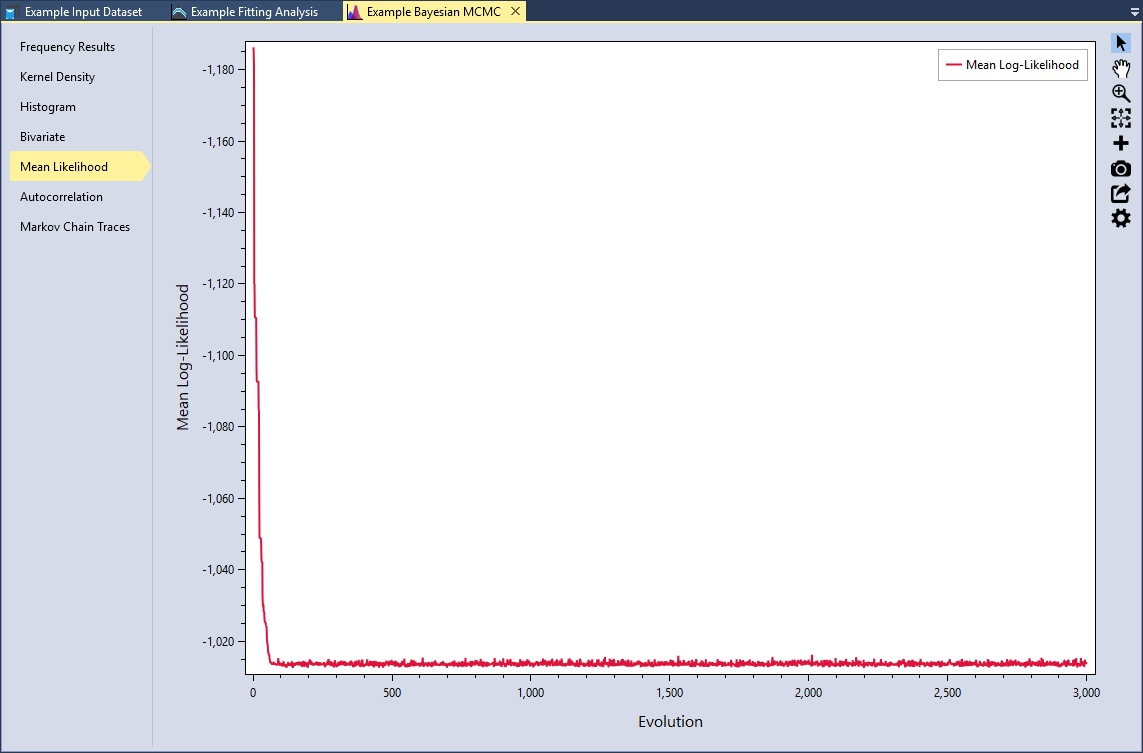 Example Input Dataset
Example Fitting Analysis
Example Bayesian MCMC
Frequency Results
Kernel Density
Histogram
Bivariate
Mean Likelihood
Autocorrelation
Markov Chain Traces
Mean Log-Likelihood
-1,180
-1,160
-1,140
-1,120
-1,100
-1,080
-1,060
-1,040
-1,020
Mean Log-Likelihood
0 500 1,000 1,500 2,000 2,500 3,000
Evolution